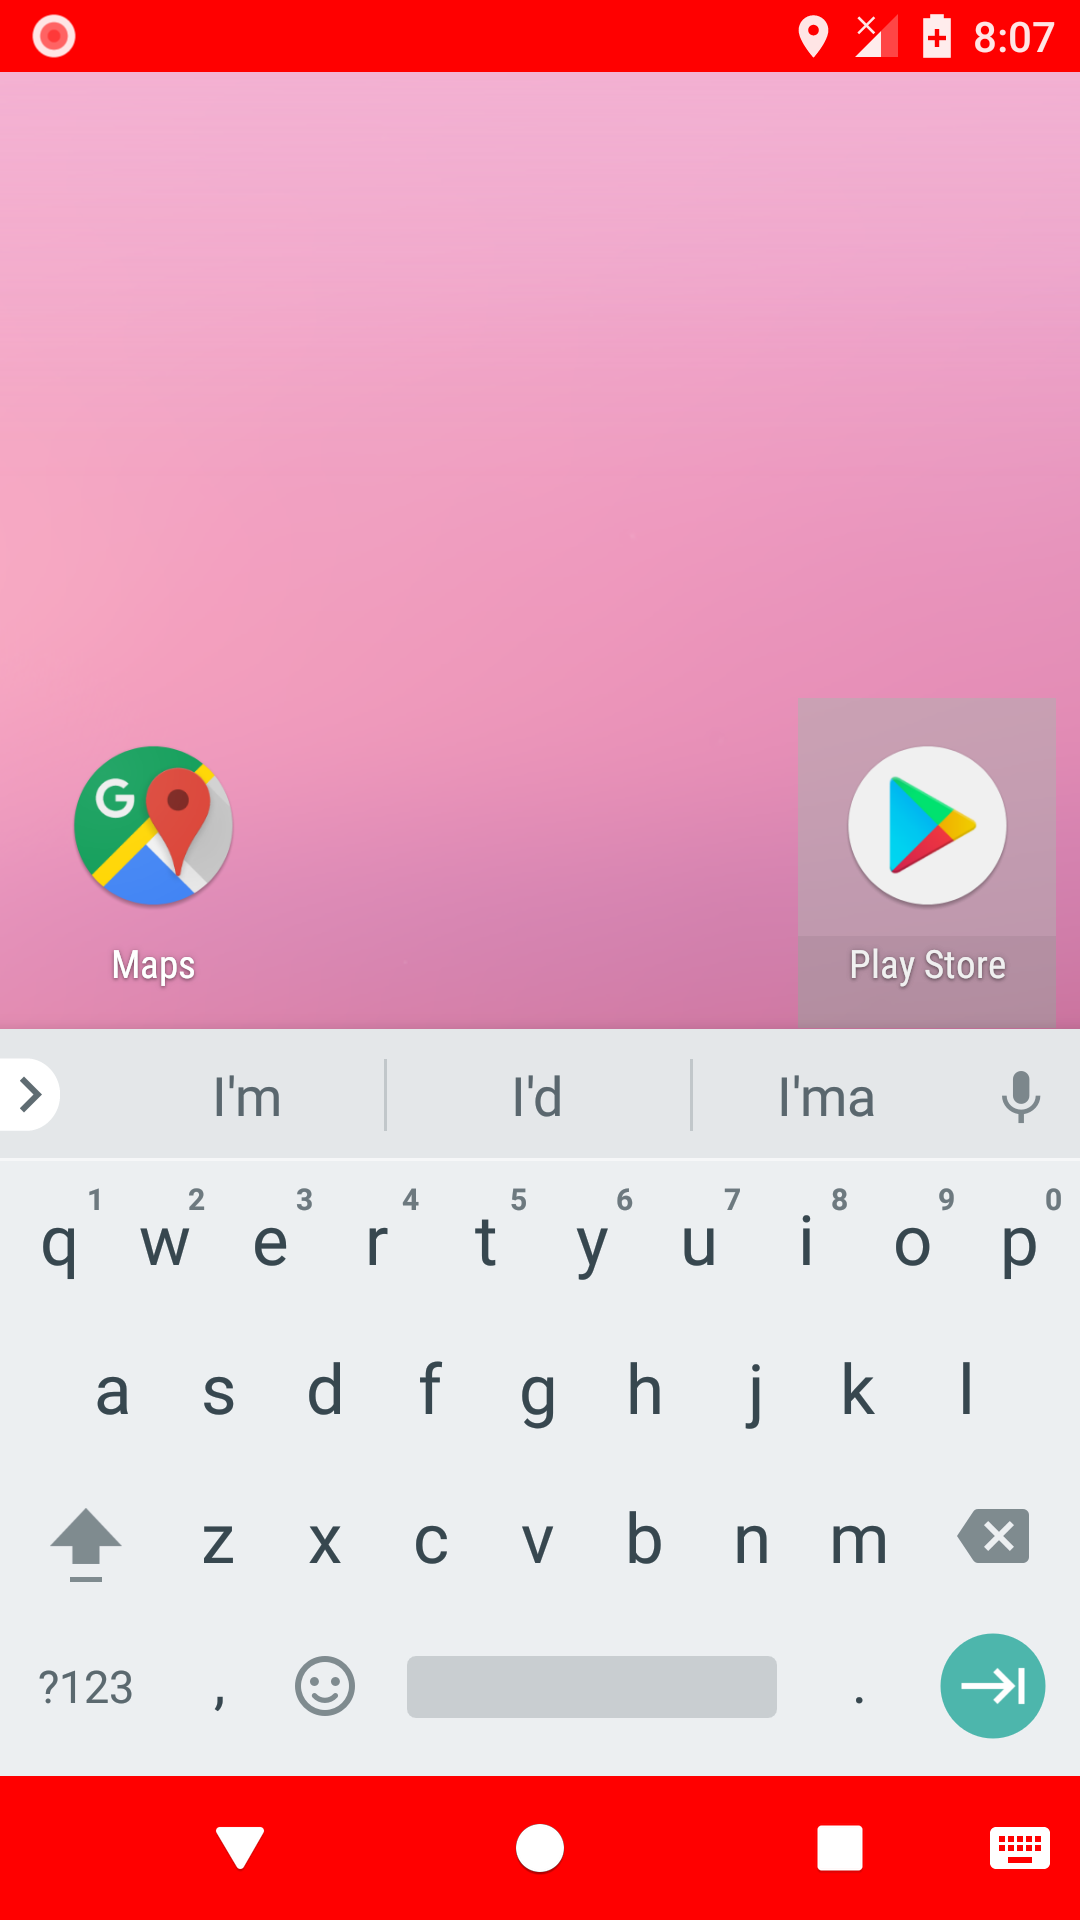 8:07
G
Maps
Play Store
I'm I'd I'ma
1 2 3 4 5 6 7 8 9 0
q w e r t y u i o p
a s d f g h j k l
z x c v b n m
?123 , .